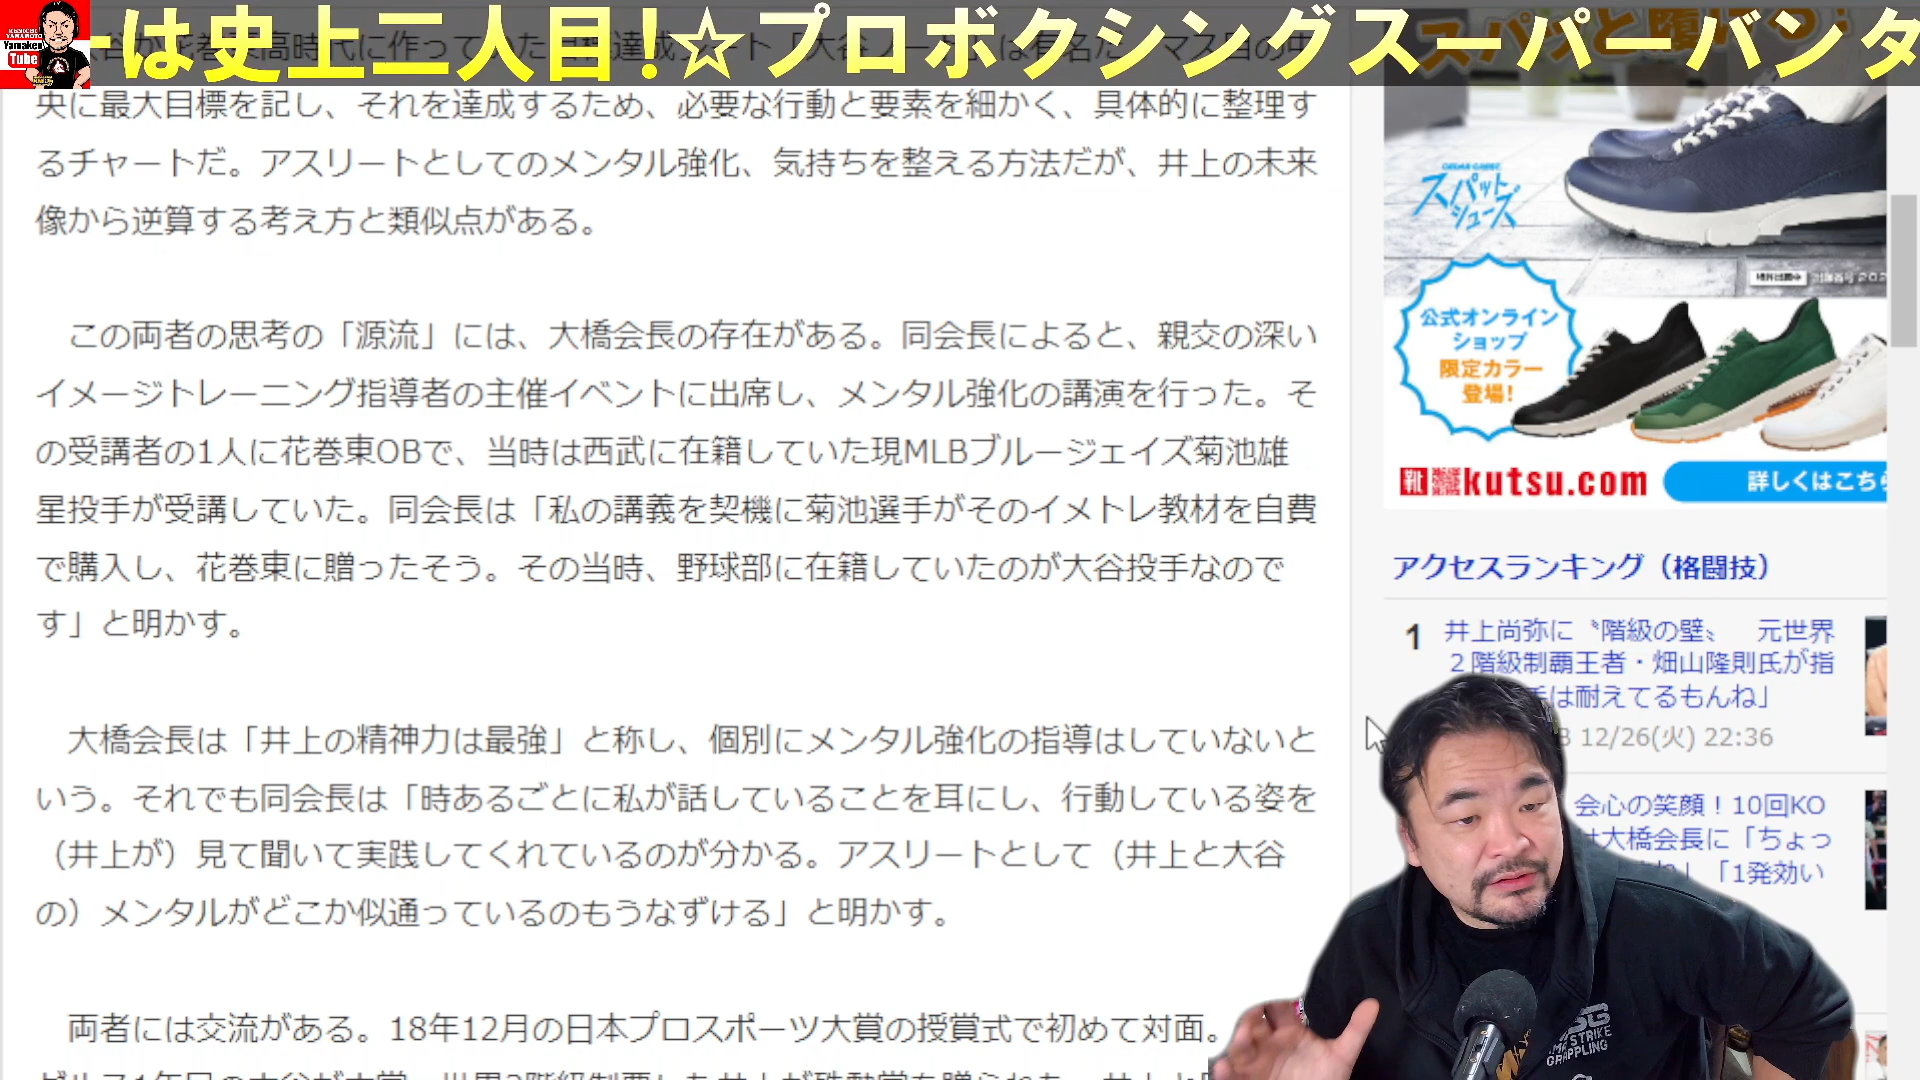 KENICHI YAMAMOTO
Yamaken
Tube
ーは史上二人目!☆プロボクシングスーパーバンタ
央に最大目標を記し、それを達成するため、必要な行動と要素を細かく、具体的に整理す
るチャートだ。アスリートとしてのメンタル強化、気持ちを整える方法だが、井上の未来
像から逆算する考え方と類似点がある。
この両者の思考の「源流」には、大橋会長の存在がある。同会長によると、親交の深い
イメージトレーニング指導者の主催イベントに出席し、メンタル強化の講演を行った。そ
の受講者の1人に花巻東OBで、当時は西武に在籍していた現MLBブルージェイズ菊池雄
星投手が受講していた。同会長は「私の講義を契機に菊池選手がそのイメトレ教材を自費
で購入し、花巻東に贈ったそう。その当時、野球部に在籍していたのが大谷投手なので
す」と明かす。
大橋会長は「井上の精神力は最強」と称し、個別にメンタル強化の指導はしていないと
いう。それでも同会長は「時あるごとに私が話していることを耳にし、行動している姿を
（井上が）見て聞いて実践してくれているのが分かる。アスリートとして（井上と大谷
の）メンタルがどこか似通っているのもうなずける」と明かす。
両者には交流がある。18年12月の日本プロスポーツ大賞の授賞式で初めて対面。
スパット
シューズ
公式オンライン
ショップ
限定カラー
登場!
靴 kutsu.com
詳しくはこち
アクセスランキング（格闘技）
1
井上尚弥に〝階級の壁〟 元世界
２階級制覇王者・畑山隆則氏が指
は耐えてるもんね」
12/26(火) 22:36
会心の笑顔！10回KO
大橋会長に「ちょっ
「1発効い
STRIKE
GRAPPLING